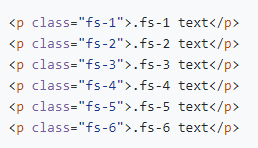 <p class="fs-1">.fs-1 text</p>
<p class="fs-2">.fs-2 text</p>
<p class="fs-3">.fs-3 text</p>
<p class="fs-4">.fs-4 text</p>
<p class="fs-5">.fs-5 text</p>
<p class="fs-6">.fs-6 text</p>